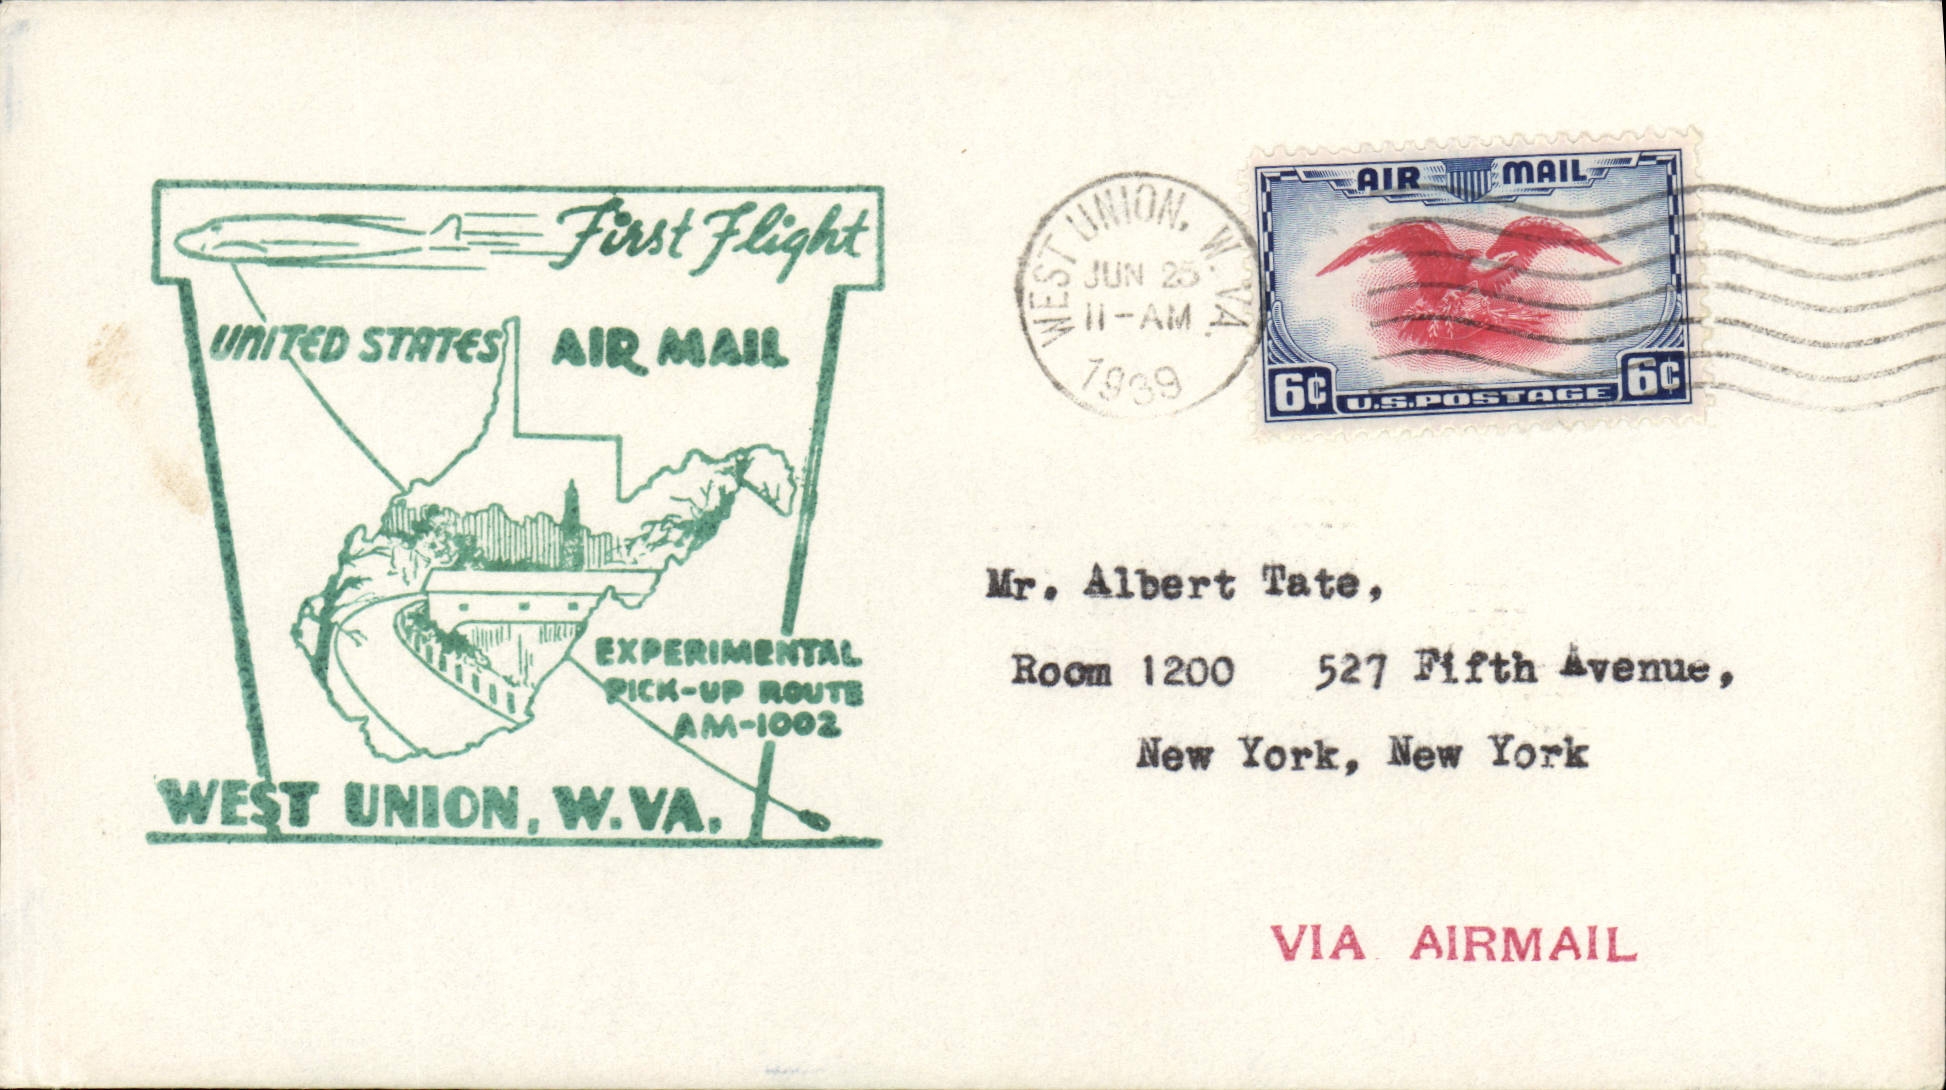 First Flight
UNITED STATES AIR MAIL
EXPERIMENTAL
PICK-UP ROUTE
AM-1002
WEST UNION, W.VA.
WEST UNION, W. VA.
JUN 25
11-AM
1939
AIR MAIL
6¢ U.S.POSTAGE 6¢
Mr. Albert Tate,
Room 1200 527 Fifth Avenue,
New York, New York
VIA AIRMAIL